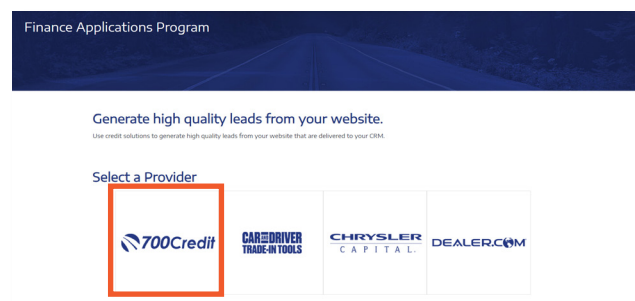 Finance Applications Program
Generate high quality leads from your website.
Use credit solutions to generate high quality leads from your website that are delivered to your CRM.
Select a Provider
700Credit
CAR AND DRIVER
TRADE-IN TOOLS
CHRYSLER
CAPITAL.
DEALER.COM